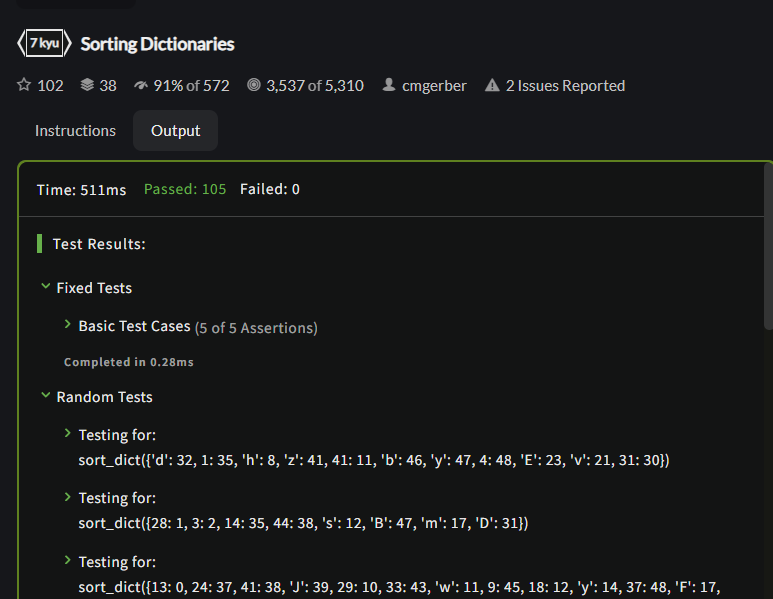 7 kyu Sorting Dictionaries
102 38 91% of 572 3,537 of 5,310 cmgerber 2 Issues Reported
Instructions Output
Time: 511ms Passed: 105 Failed: 0
Test Results:
Fixed Tests
Basic Test Cases (5 of 5 Assertions)
Completed in 0.28ms
Random Tests
Testing for:
sort_dict({'d': 32, 1: 35, 'h': 8, 'z': 41, 41: 11, 'b': 46, 'y': 47, 4: 48, 'E': 23, 'v': 21, 31: 30})
Testing for:
sort_dict({28: 1, 3: 2, 14: 35, 44: 38, 's': 12, 'B': 47, 'm': 17, 'D': 31})
Testing for:
sort_dict({13: 0, 24: 37, 41: 38, 'J': 39, 29: 10, 33: 43, 'w': 11, 9: 45, 18: 12, 'y': 14, 37: 48, 'F': 17,